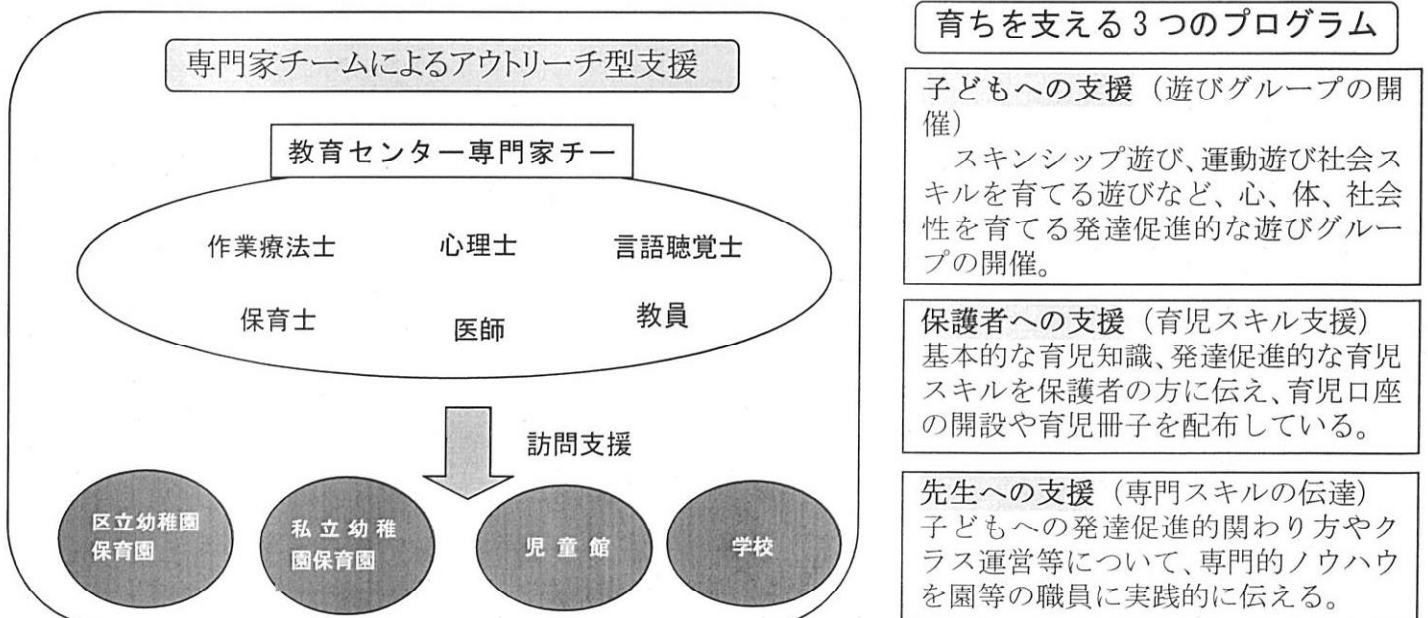 専門家チームによるアウトリーチ型支援
教育センター専門家チー
作業療法士
心理士
言語聴覚士
保育士
医師
教員
訪問支援
区立幼稚園
保育園
私立幼稚
園保育園
児童館
学校
育ちを支える3つのプログラム
子どもへの支援（遊びグループの開
催）
スキンシップ遊び、運動遊び社会ス
キルを育てる遊びなど、心、体、社会
性を育てる発達促進的な遊びグルー
プの開催。
保護者への支援（育児スキル支援）
基本的な育児知識、発達促進的な育児
スキルを保護者の方に伝え、育児口座
の開設や育児冊子を配布している。
先生への支援（専門スキルの伝達）
子どもへの発達促進的関わり方やク
ラス運営等について、専門的ノウハウ
を園等の職員に実践的に伝える。